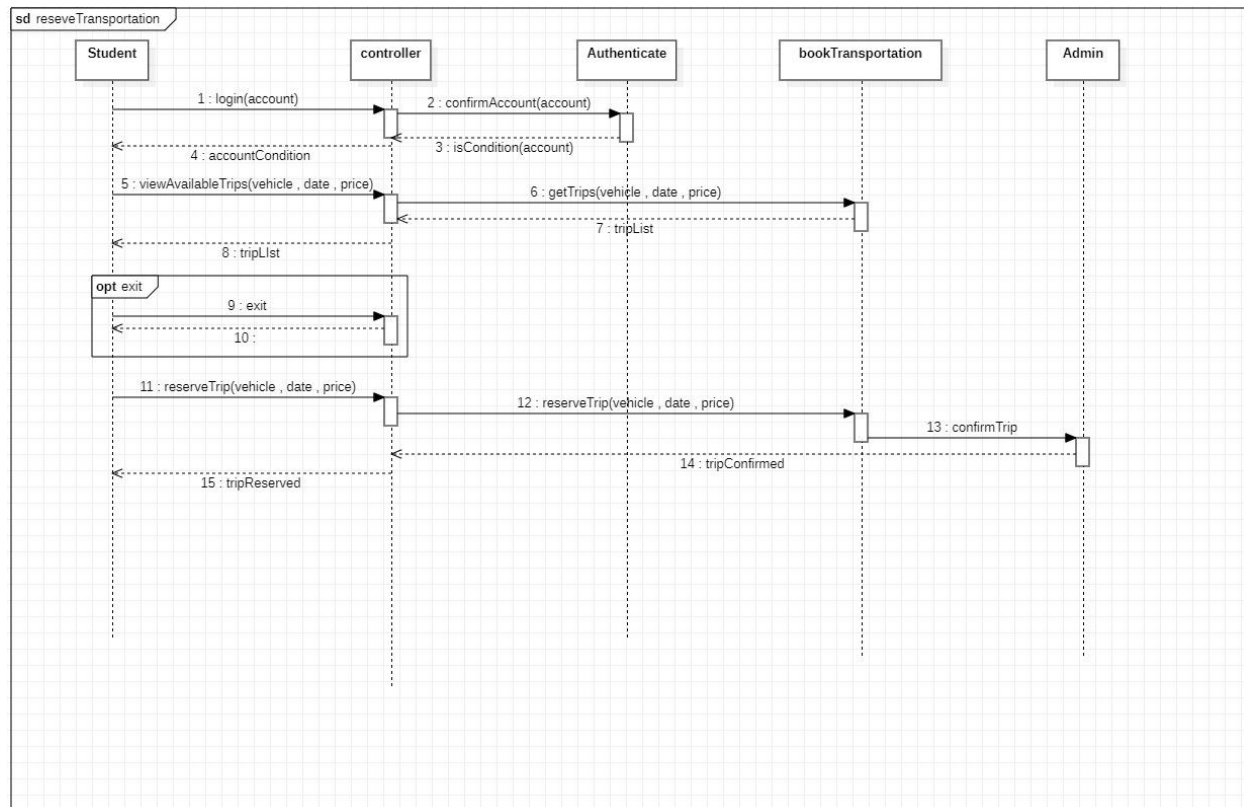 sd reseveTransportation
Student
controller
Authenticate
bookTransportation
Admin
1 : login(account)
2 : confirmAccount(account)
3 : isCondition(account)
4 : accountCondition
5 : viewAvailableTrips(vehicle , date , price)
6 : getTrips(vehicle , date , price)
7 : tripList
8 : tripLIst
opt exit
9 : exit
10 :
11 : reserveTrip(vehicle , date , price)
12 : reserveTrip(vehicle , date , price)
13 : confirmTrip
14 : tripConfirmed
15 : tripReserved